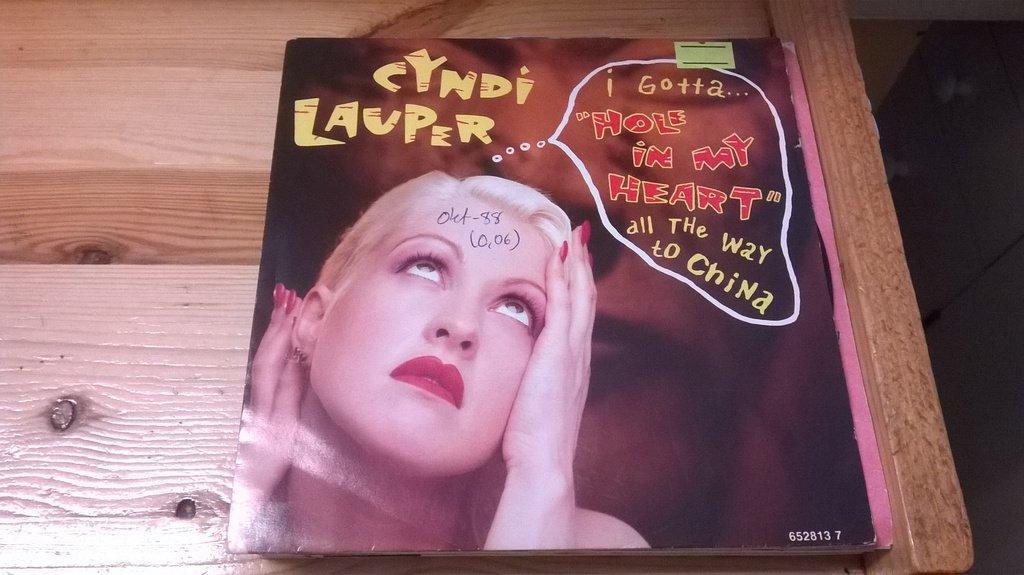 CYNDI
LAUPER
i Gotta...
"HOLE
iN MY
HEART"
all THE WAY
to CHiNa
Okt-88
(0,06)
652813 7